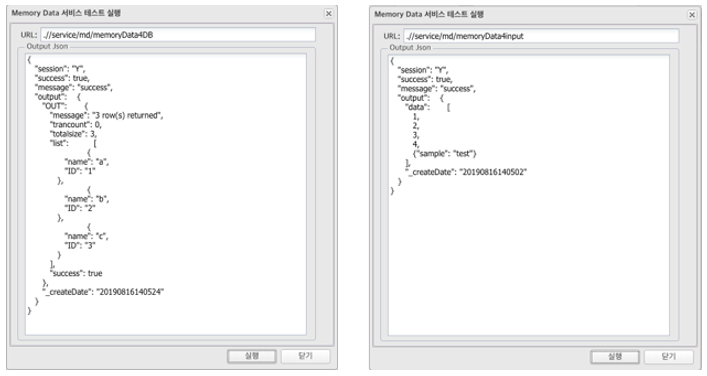 Memory Data 서비스 테스트 실행
URL: .//service/md/memoryData4DB
Output Json
{
"session": "Y",
"success": true,
"message": "success",
"output": {
"OUT": {
"message": "3 row(s) returned",
"trancount": 0,
"totalsize": 3,
"list": [
{
"name": "a",
"ID": "1"
},
{
"name": "b",
"ID": "2"
},
{
"name": "c",
"ID": "3"
}
],
"success": true
},
"_createDate": "20190816140524"
}
}
실행 닫기
Memory Data 서비스 테스트 실행
URL: .//service/md/memoryData4input
Output Json
{
"session": "Y",
"success": true,
"message": "success",
"output": {
"data": [
1,
2,
3,
4,
{"sample": "test"}
],
"_createDate": "20190816140502"
}
}
실행 닫기